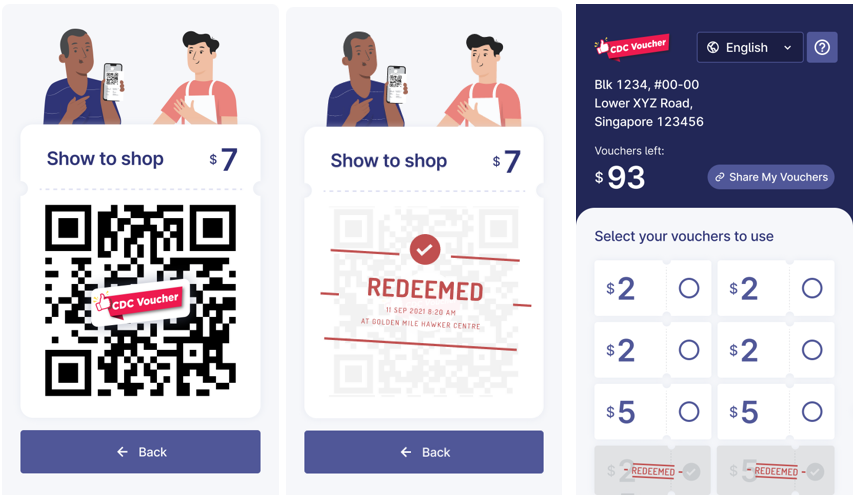 Show to shop $7
CDC Voucher
← Back
Show to shop $7
REDEEMED
11 SEP 2021 8:20 AM
AT GOLDEN MILE HAWKER CENTRE
← Back
CDC Voucher
English
?
Blk 1234, #00-00
Lower XYZ Road,
Singapore 123456
Vouchers left:
$93
Share My Vouchers
Select your vouchers to use
$2 $2
$2 $2
$5 $5
$2 REDEEMED $5 REDEEMED